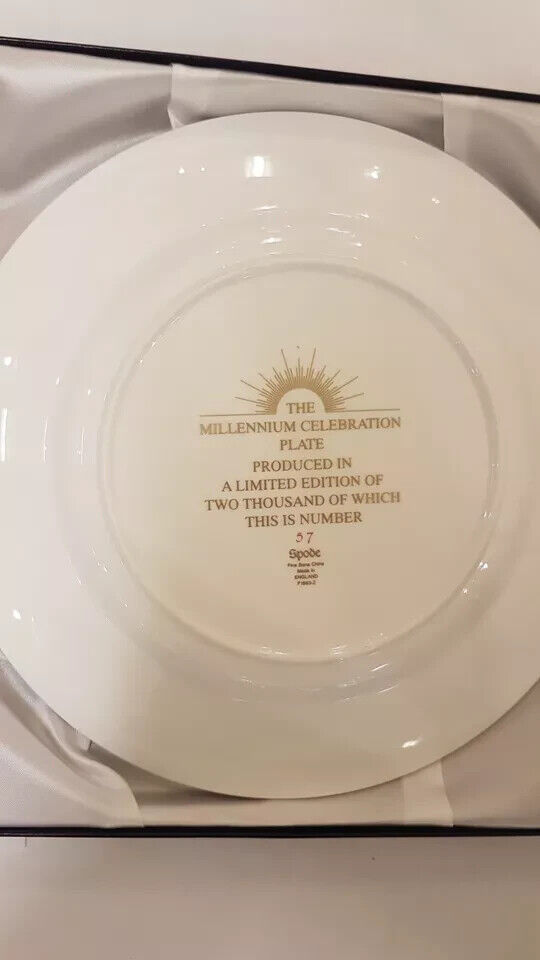 THE
MILLENNIUM CELEBRATION
PLATE
PRODUCED IN
A LIMITED EDITION OF
TWO THOUSAND OF WHICH
THIS IS NUMBER
57
Spode
Fine Bone China
Made in
ENGLAND